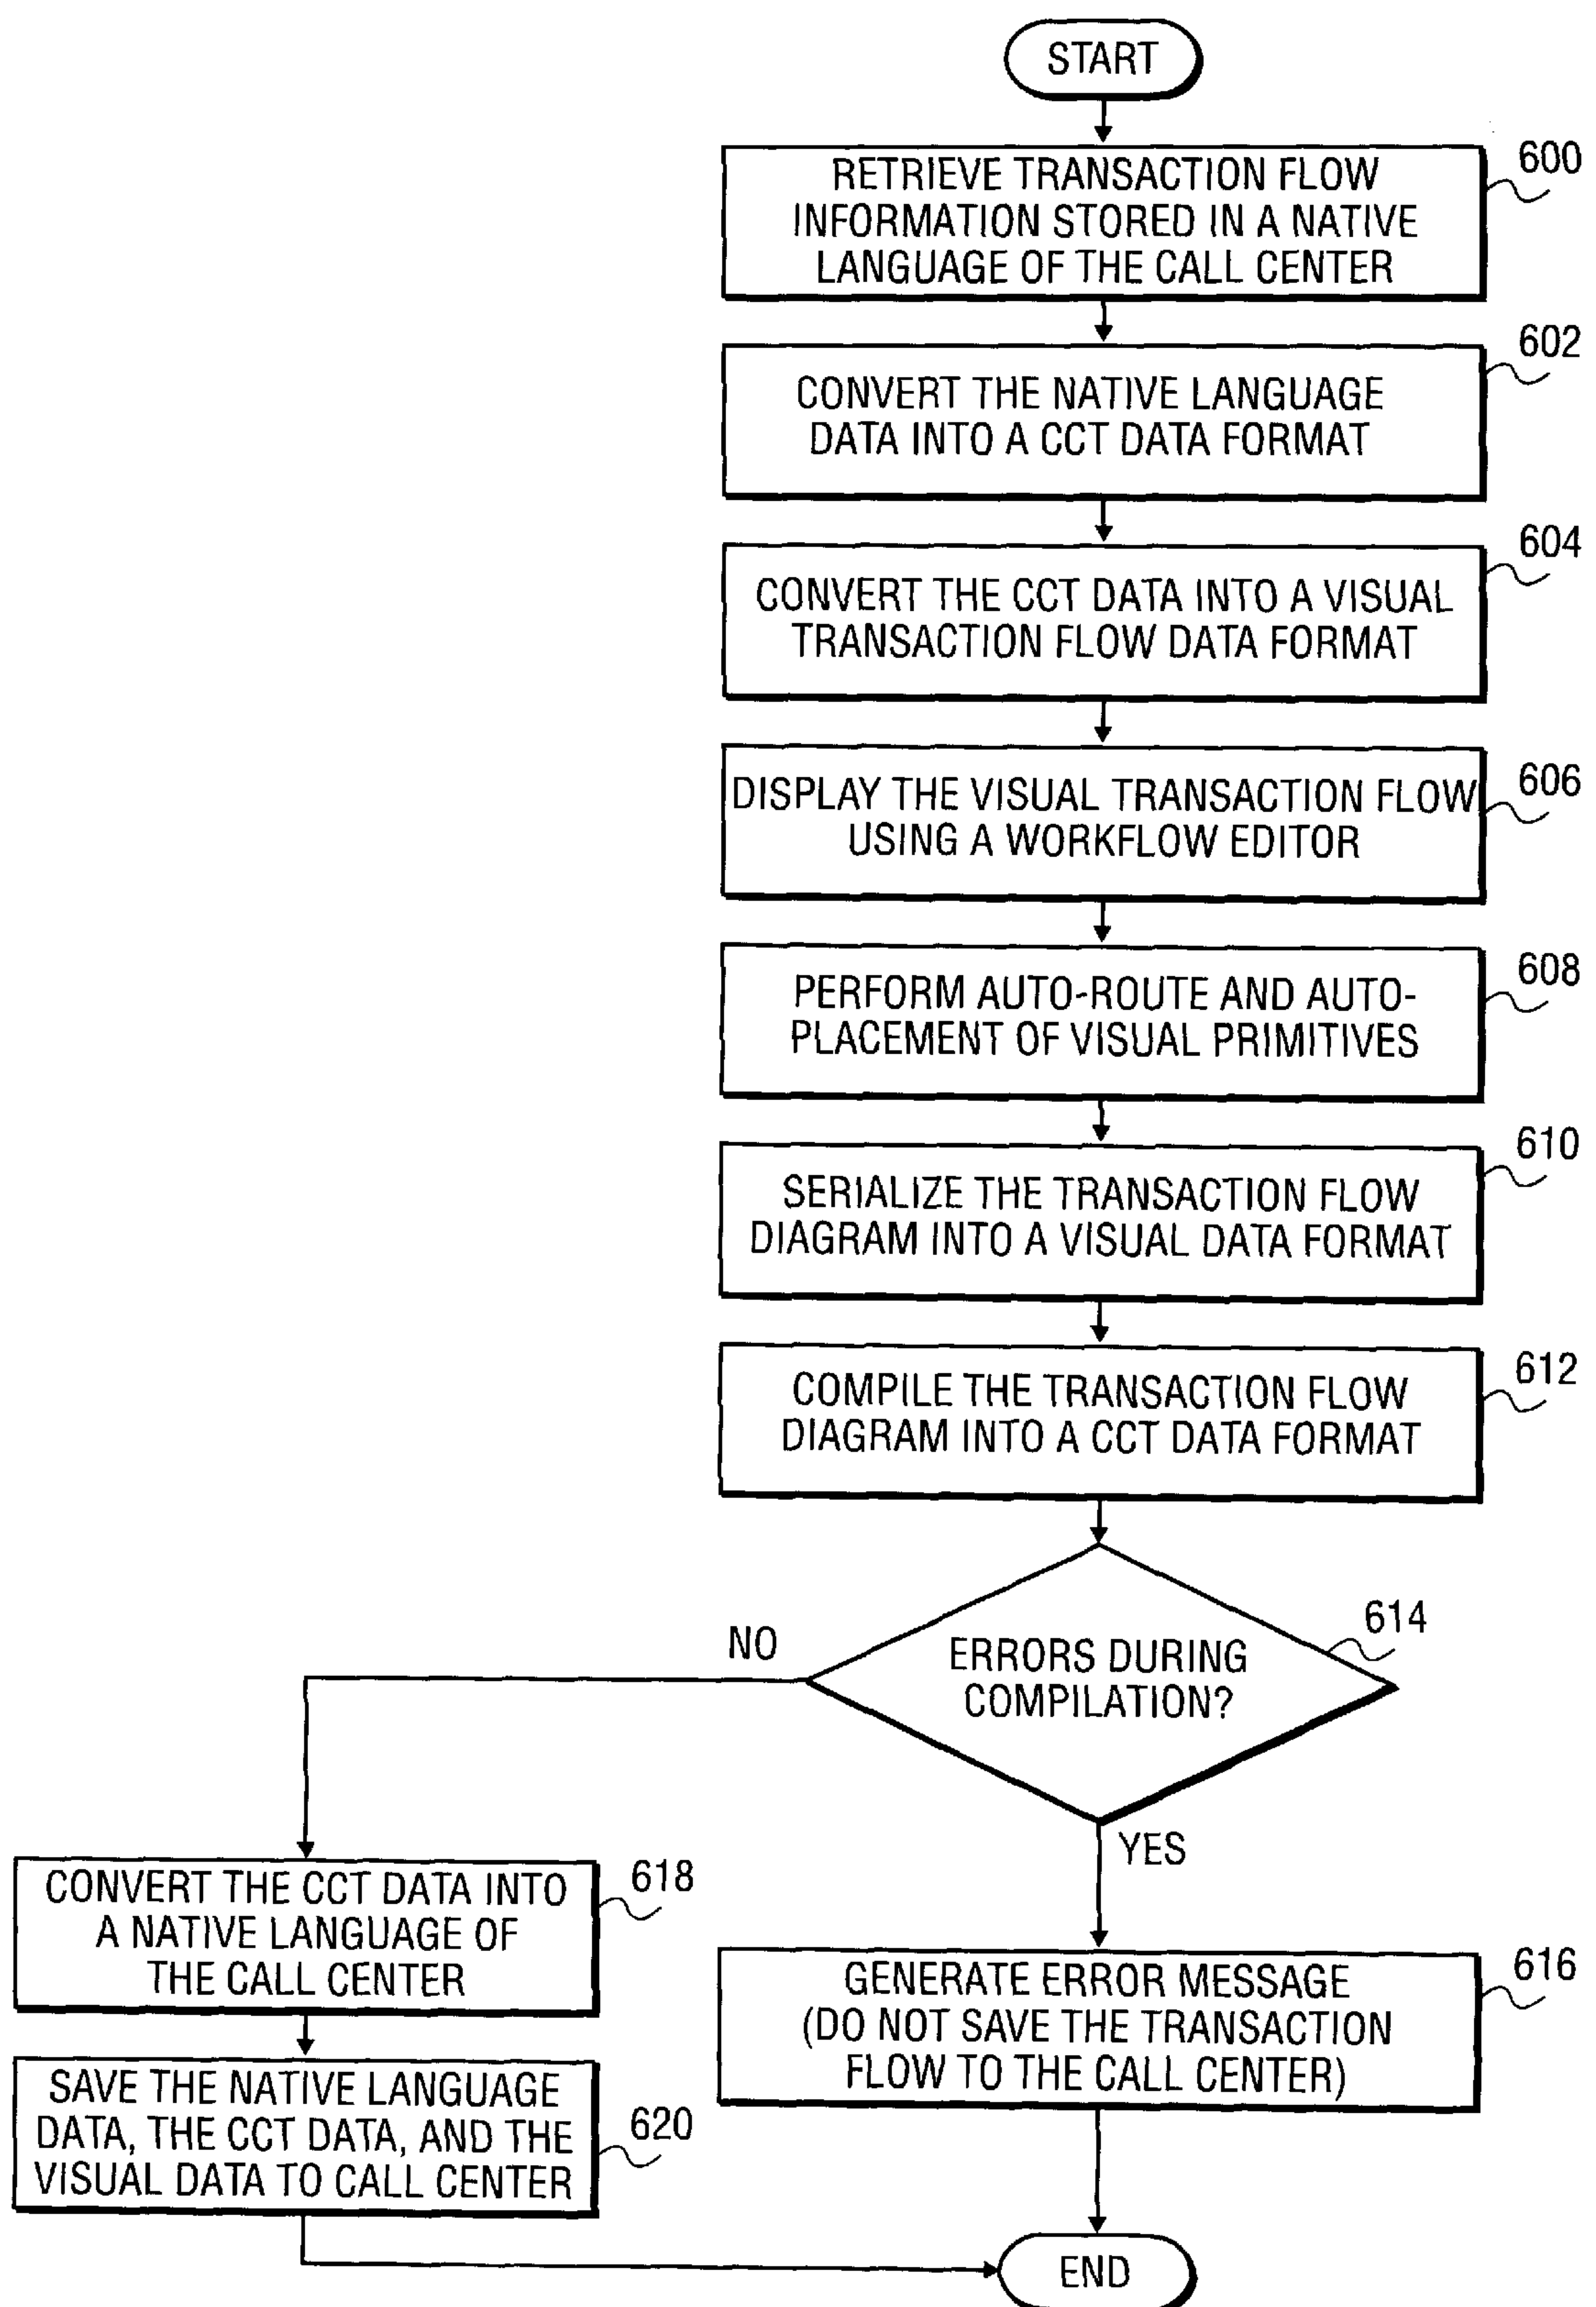 START
600
RETRIEVE TRANSACTION FLOW
INFORMATION STORED IN A NATIVE
LANGUAGE OF THE CALL CENTER
602
CONVERT THE NATIVE LANGUAGE
DATA INTO A CCT DATA FORMAT
604
CONVERT THE CCT DATA INTO A VISUAL
TRANSACTION FLOW DATA FORMAT
606
DISPLAY THE VISUAL TRANSACTION FLOW
USING A WORKFLOW EDITOR
608
PERFORM AUTO-ROUTE AND AUTO-
PLACEMENT OF VISUAL PRIMITIVES
610
SERIALIZE THE TRANSACTION FLOW
DIAGRAM INTO A VISUAL DATA FORMAT
612
COMPILE THE TRANSACTION FLOW
DIAGRAM INTO A CCT DATA FORMAT
614
ERRORS DURING
COMPILATION?
NO
YES
618
CONVERT THE CCT DATA INTO
A NATIVE LANGUAGE OF
THE CALL CENTER
616
GENERATE ERROR MESSAGE
(DO NOT SAVE THE TRANSACTION
FLOW TO THE CALL CENTER)
620
SAVE THE NATIVE LANGUAGE
DATA, THE CCT DATA, AND THE
VISUAL DATA TO CALL CENTER
END